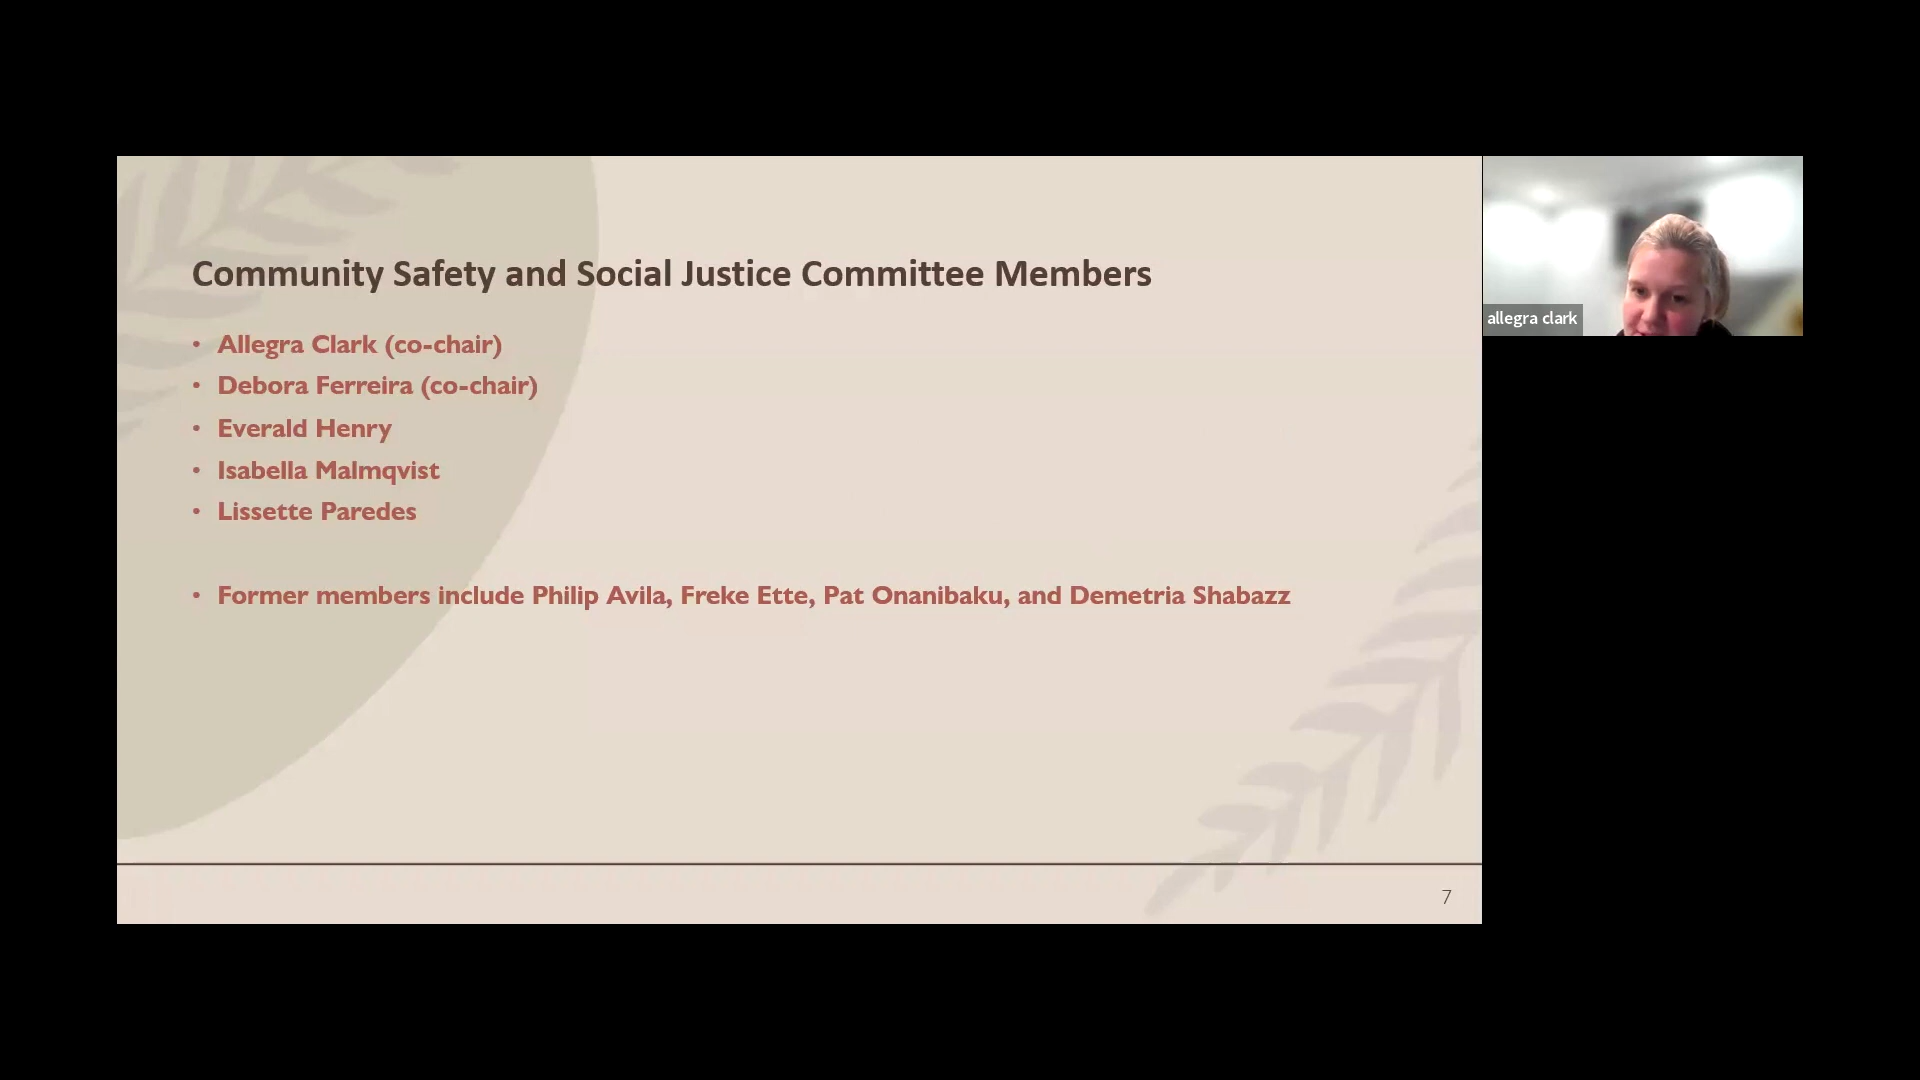 Community Safety and Social Justice Committee Members
• Allegra Clark (co-chair)
• Debora Ferreira (co-chair)
• Everald Henry
• Isabella Malmqvist
• Lissette Paredes
• Former members include Philip Avila, Freke Ette, Pat Onanibaku, and Demetria Shabazz
7
allegra clark